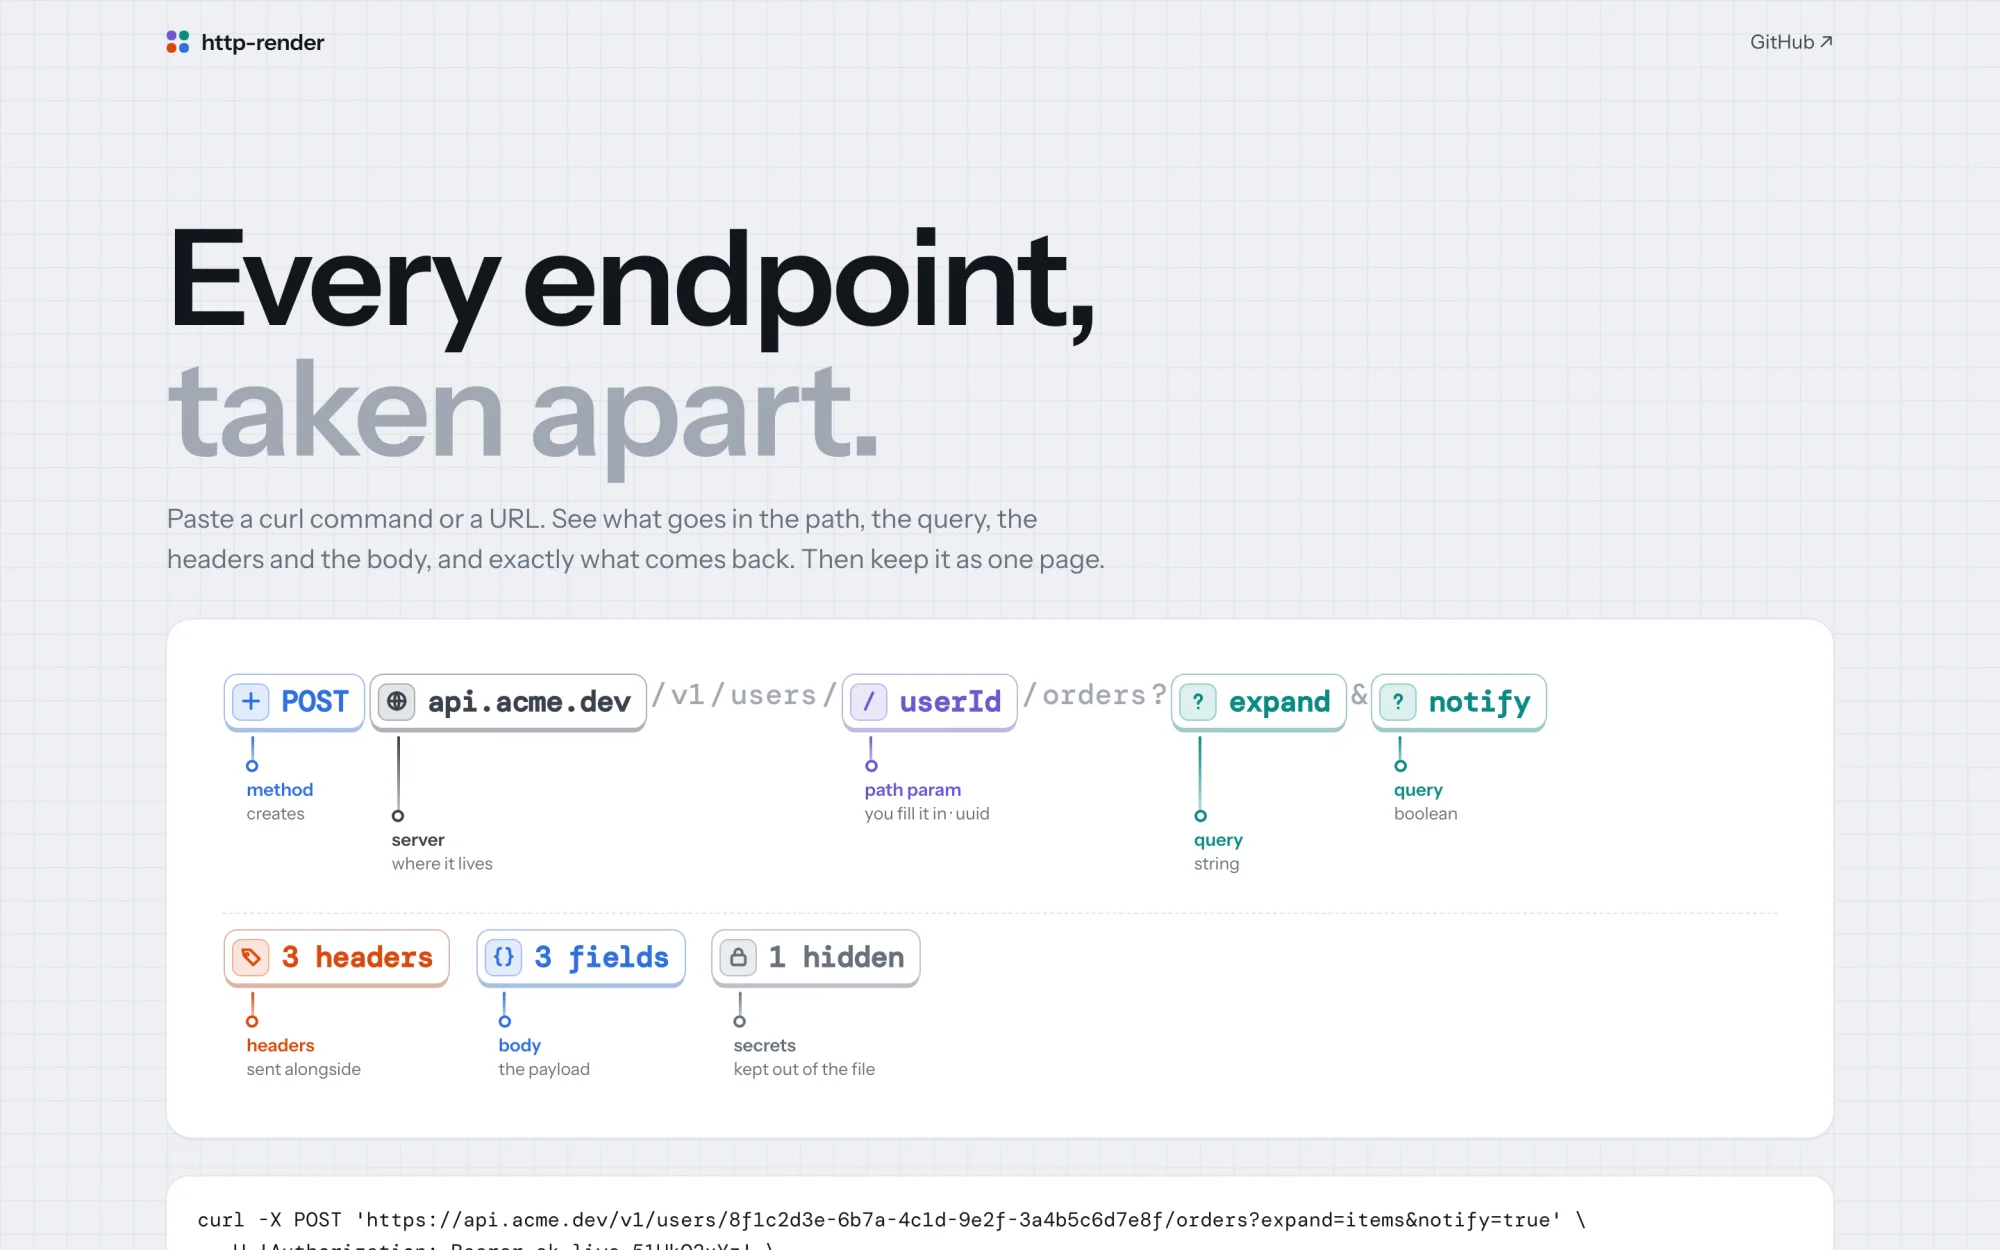 http-render
GitHub ↗
Every endpoint,
taken apart.
Paste a curl command or a URL. See what goes in the path, the query, the
headers and the body, and exactly what comes back. Then keep it as one page.
+ POST api.acme.dev /v1/users/ / userId /orders? ? expand & ? notify
method
creates
server
where it lives
path param
you fill it in · uuid
query
string
query
boolean
3 headers {} 3 fields 1 hidden
headers
sent alongside
body
the payload
secrets
kept out of the file
curl -X POST 'https://api.acme.dev/v1/users/8f1c2d3e-6b7a-4c1d-9e2f-3a4b5c6d7e8f/orders?expand=items&notify=true' \